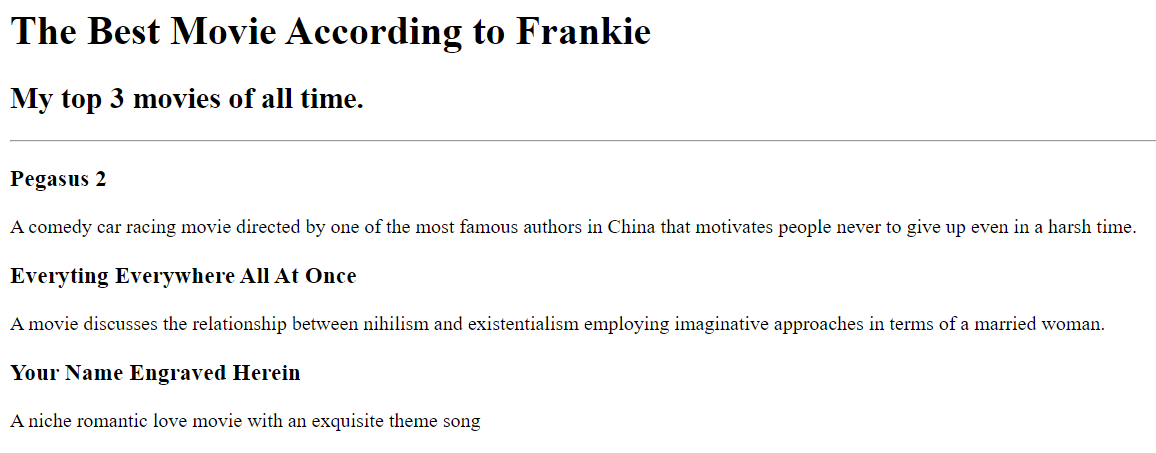 The Best Movie According to Frankie
My top 3 movies of all time.
Pegasus 2
A comedy car racing movie directed by one of the most famous authors in China that motivates people never to give up even in a harsh time.
Everyting Everywhere All At Once
A movie discusses the relationship between nihilism and existentialism employing imaginative approaches in terms of a married woman.
Your Name Engraved Herein
A niche romantic love movie with an exquisite theme song